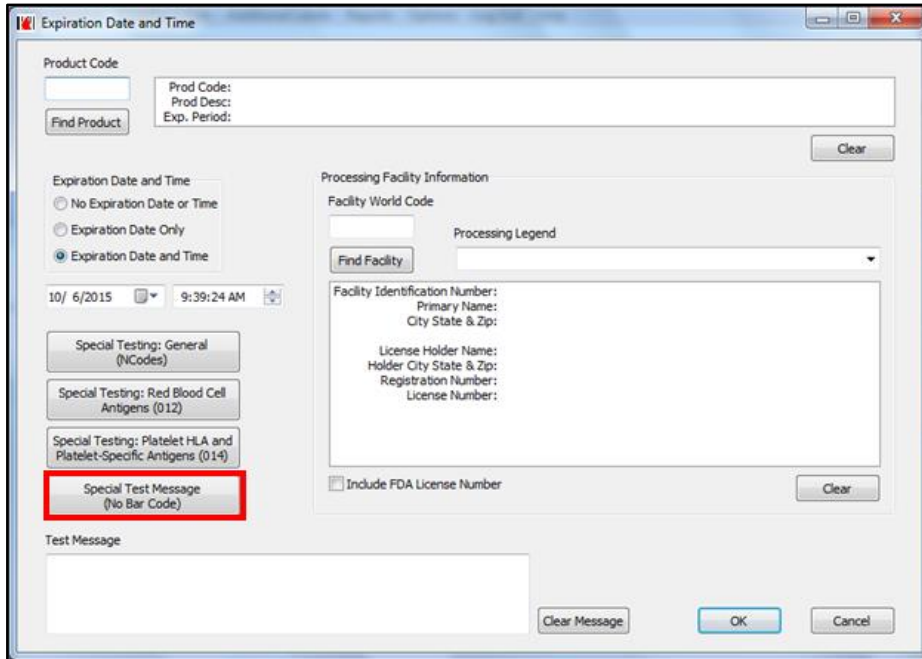 Expiration Date and Time
Product Code
Prod Code:
Prod Desc:
Exp. Period:
Find Product
Clear
Expiration Date and Time
No Expiration Date or Time
Expiration Date Only
Expiration Date and Time
10/ 6/2015
9:39:24 AM
Special Testing: General
(NCodes)
Special Testing: Red Blood Cell
Antigens (012)
Special Testing: Platelet HLA and
Platelet-Specific Antigens (014)
Special Test Message
(No Bar Code)
Processing Facility Information
Facility World Code
Processing Legend
Find Facility
Facility Identification Number:
Primary Name:
City State & Zip:
License Holder Name:
Holder City State & Zip:
Registration Number:
License Number:
Include FDA License Number
Clear
Test Message
Clear Message
OK
Cancel